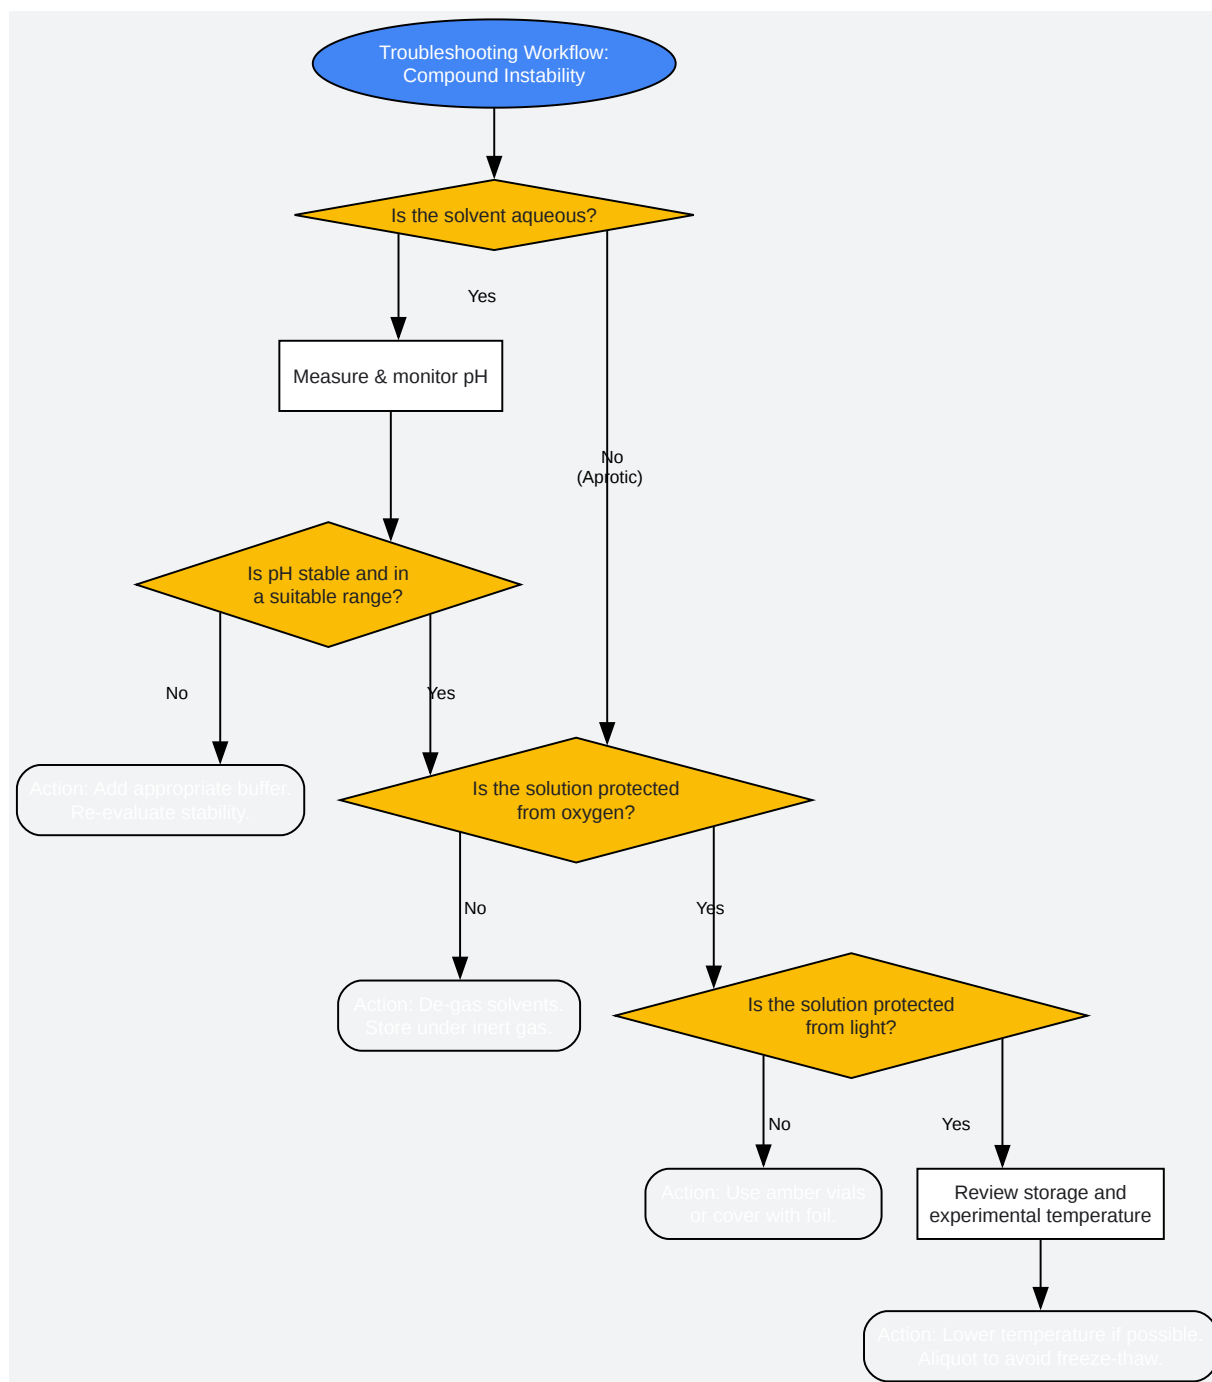 Troubleshooting Workflow:
Compound Instability
Is the solvent aqueous?
Yes
Measure & monitor pH
No
(Aprotic)
Is pH stable and in
a suitable range?
No
Yes
Action: Add appropriate buffer.
Re-evaluate stability.
Is the solution protected
from oxygen?
No
Yes
Action: De-gas solvents.
Store under inert gas.
Is the solution protected
from light?
No
Yes
Action: Use amber vials
or cover with foil.
Review storage and
experimental temperature
Action: Lower temperature if possible.
Aliquot to avoid freeze-thaw.